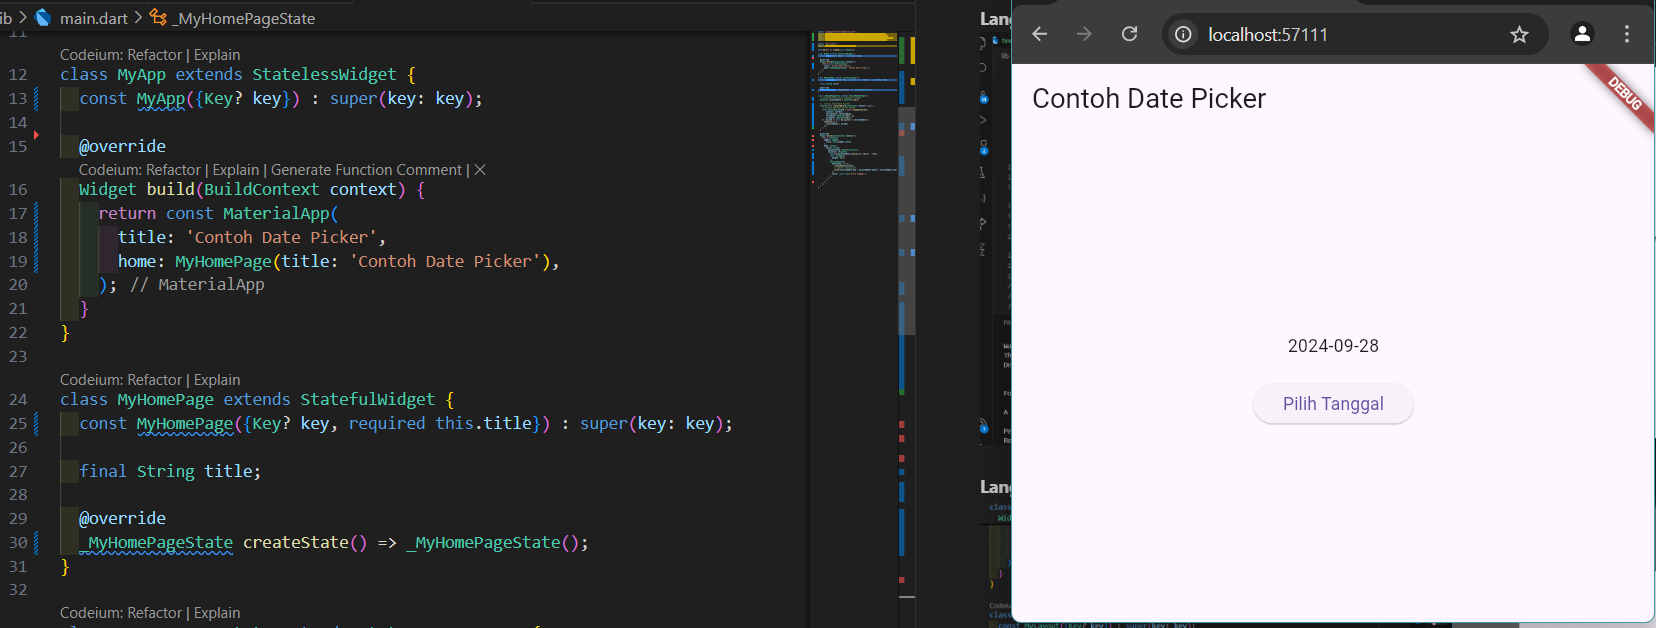 ib > main.dart > _MyHomePageState
11
Codeium: Refactor | Explain
12 class MyApp extends StatelessWidget {
13 const MyApp({Key? key}) : super(key: key);
14
15 @override
Codeium: Refactor | Explain | Generate Function Comment | ×
16 Widget build(BuildContext context) {
17 return const MaterialApp(
18 title: 'Contoh Date Picker',
19 home: MyHomePage(title: 'Contoh Date Picker'),
20 ); // MaterialApp
21 }
22 }
23
Codeium: Refactor | Explain
24 class MyHomePage extends StatefulWidget {
25 const MyHomePage({Key? key, required this.title}) : super(key: key);
26
27 final String title;
28
29 @override
30 _MyHomePageState createState() => _MyHomePageState();
31 }
32
Codeium: Refactor | Explain
Lang
Lang
class
Wid
localhost:57111
DEBUG
Contoh Date Picker
2024-09-28
Pilih Tanggal